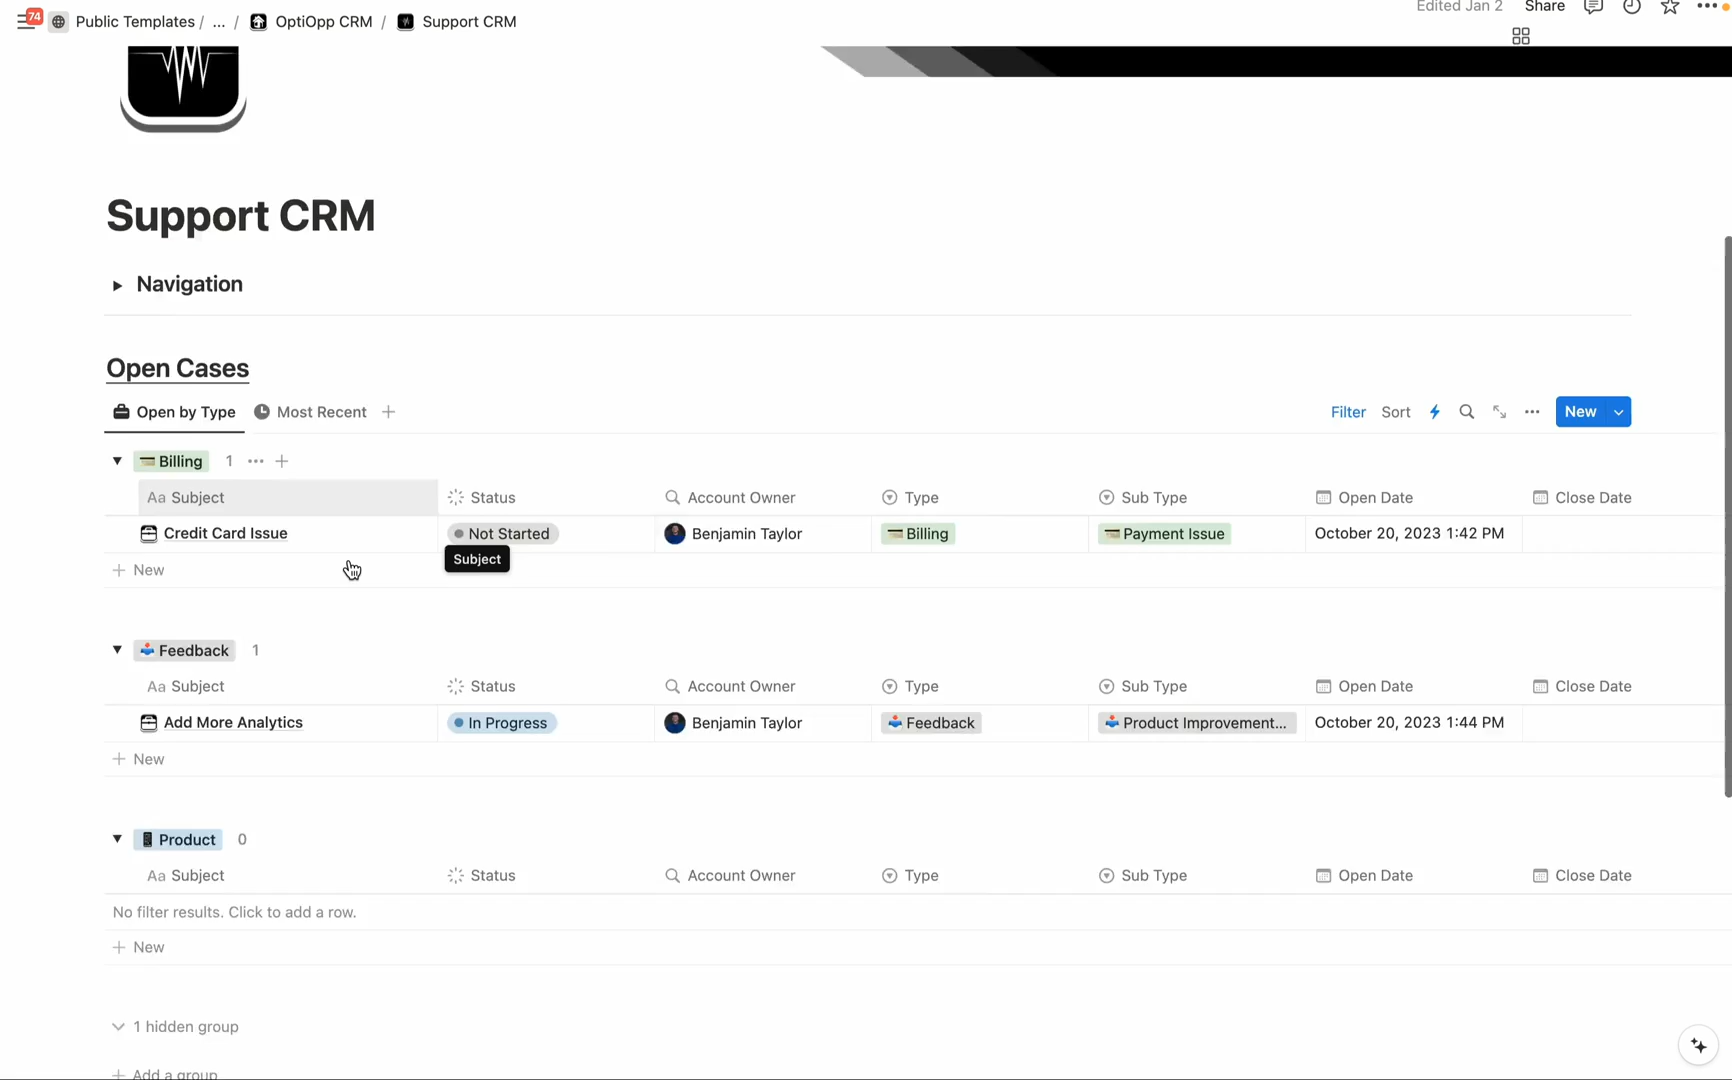 74 Public Templates / ... / OptiOpp CRM / Support CRM Edited Jan 2 Share
Support CRM
Navigation
Open Cases
Open by Type Most Recent Filter Sort New
Billing 1
Aa Subject Status Account Owner Type Sub Type Open Date Close Date
Credit Card Issue Not Started Benjamin Taylor Billing Payment Issue October 20, 2023 1:42 PM
Subject
+ New
Feedback 1
Aa Subject Status Account Owner Type Sub Type Open Date Close Date
Add More Analytics In Progress Benjamin Taylor Feedback Product Improvement... October 20, 2023 1:44 PM
+ New
Product 0
Aa Subject Status Account Owner Type Sub Type Open Date Close Date
No filter results. Click to add a row.
+ New
1 hidden group
+ Add a group